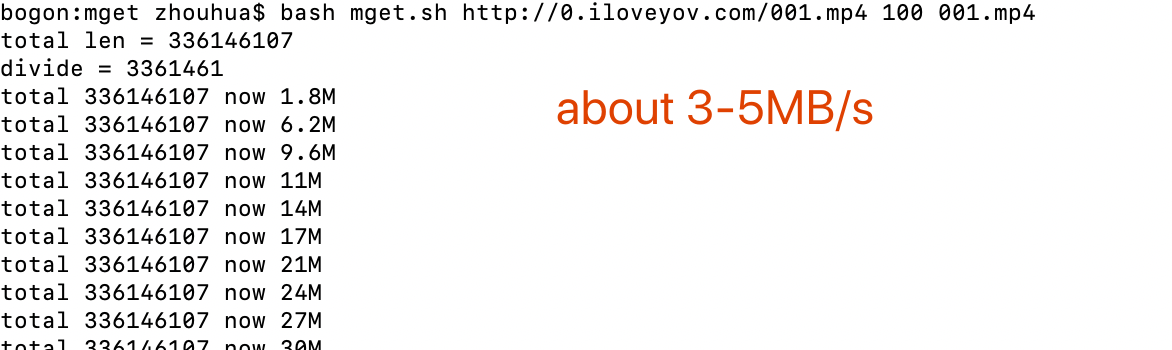 bogon:mget zhouhua$ bash mget.sh http://0.iloveyov.com/001.mp4 100 001.mp4
total len = 336146107
divide = 3361461
total 336146107 now 1.8M
about 3-5MB/s
total 336146107 now 6.2M
total 336146107 now 9.6M
total 336146107 now 11M
total 336146107 now 14M
total 336146107 now 17M
total 336146107 now 21M
total 336146107 now 24M
total 336146107 now 27M
total 336146107 now 30M